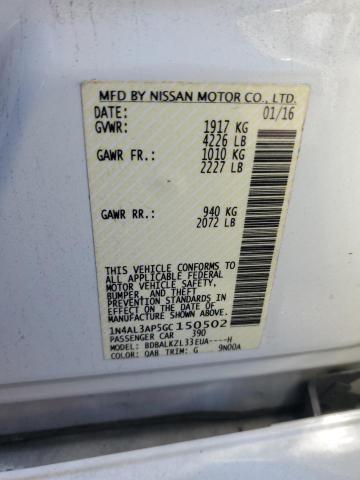 MFD BY NISSAN MOTOR CO., LTD.
DATE: 01/16
GVWR: 1917 KG
4226 LB
GAWR FR: 1010 KG
2227 LB
GAWR RR: 940 KG
2072 LB
THIS VEHICLE CONFORMS TO
ALL APPLICABLE FEDERAL
MOTOR VEHICLE SAFETY,
BUMPER, AND THEFT
PREVENTION STANDARDS
IN EFFECT ON THE DATE OF
MANUFACTURE SHOWN ABOVE.
1N4AL3AP5GC150502
PASSENGER CAR 390
MODEL: BDBALKZL33EUA----H
COLOR: QAB TRIM: G 9N00A